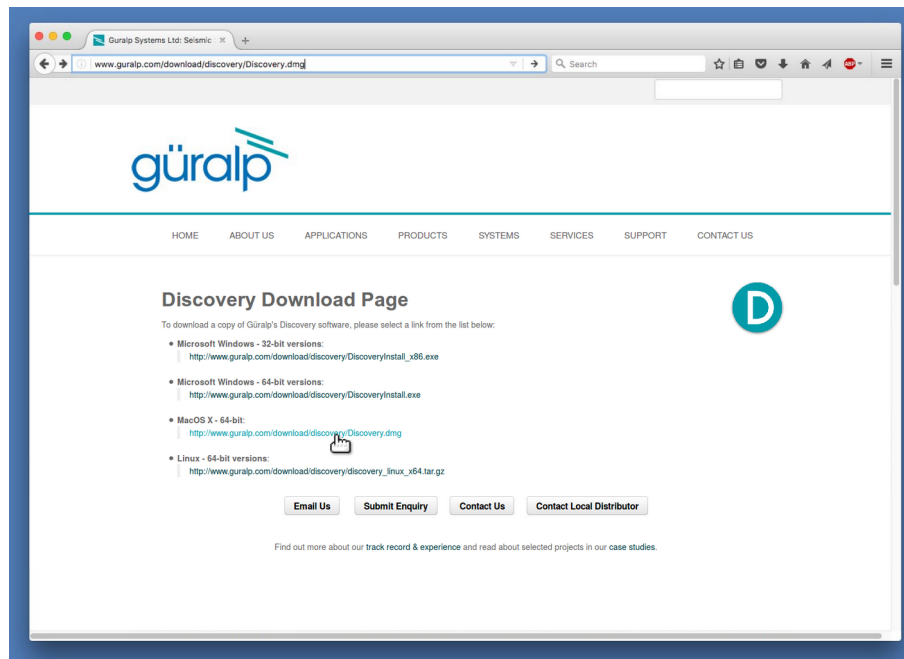 Guralp Systems Ltd: Seismic
www.guralp.com/download/discovery/Discovery.dmg
Search
ABP
güralp
HOME ABOUT US APPLICATIONS PRODUCTS SYSTEMS SERVICES SUPPORT CONTACT US
Discovery Download Page
D
To download a copy of Güralp's Discovery software, please select a link from the list below:
Microsoft Windows - 32-bit versions:
http://www.guralp.com/download/discovery/DiscoveryInstall_x86.exe
Microsoft Windows - 64-bit versions:
http://www.guralp.com/download/discovery/DiscoveryInstall.exe
MacOS X - 64-bit:
http://www.guralp.com/download/discovery/Discovery.dmg
Linux - 64-bit versions:
http://www.guralp.com/download/discovery/discovery_linux_x64.tar.gz
Email Us Submit Enquiry Contact Us Contact Local Distributor
Find out more about our track record & experience and read about selected projects in our case studies.